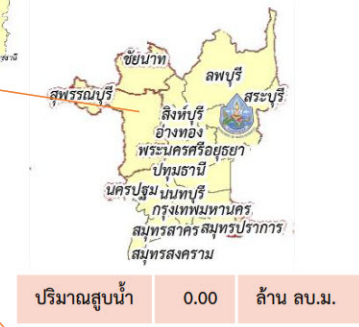 ชัยนาท
ลพบุรี
สุพรรณบุรี
สระบุรี
สิงห์บุรี
อ่างทอง
พระนครศรีอยุธยา
ปทุมธานี
นครปฐม นนทบุรี
กรุงเทพมหานคร
สมุทรสาคร สมุทรปราการ
สมุทรสงคราม
ปริมาณสูบน้ำ 0.00 ล้าน ลบ.ม.